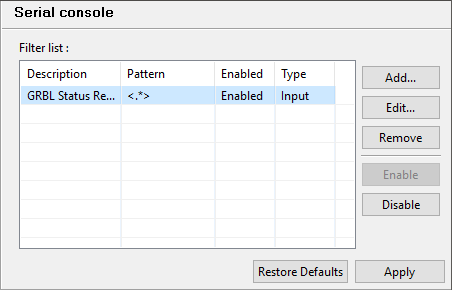 Serial console
Filter list :
Description Pattern Enabled Type
GRBL Status Re... <.*> Enabled Input
Add...
Edit...
Remove
Enable
Disable
Restore Defaults Apply